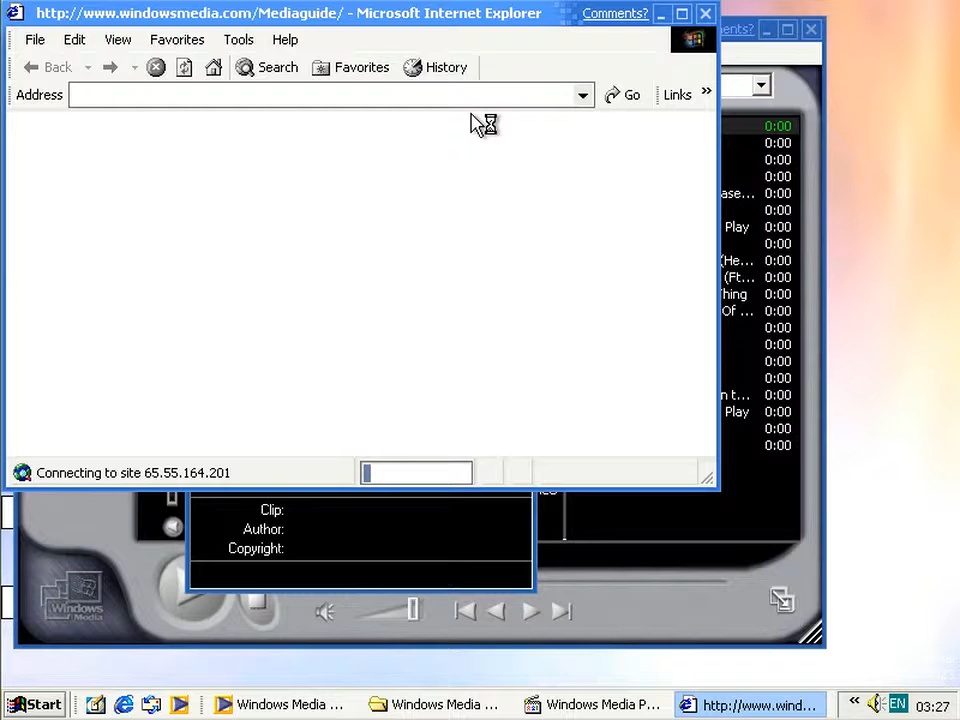 http://www.windowsmedia.com/Mediaguide/ - Microsoft Internet Explorer Comments?
File Edit View Favorites Tools Help
Back Search Favorites History
Address Go Links »
0:00
0:00
0:00
0:00
ase... 0:00
0:00
Play 0:00
0:00
(He... 0:00
(Ft... 0:00
Thing 0:00
Of ... 0:00
0:00
0:00
0:00
0:00
n t... 0:00
Play 0:00
0:00
0:00
Connecting to site 65.55.164.201
Clip:
Author:
Copyright:
Windows Media
Start Windows Media ... Windows Media ... Windows Media P... http://www.wind... « EN 03:27